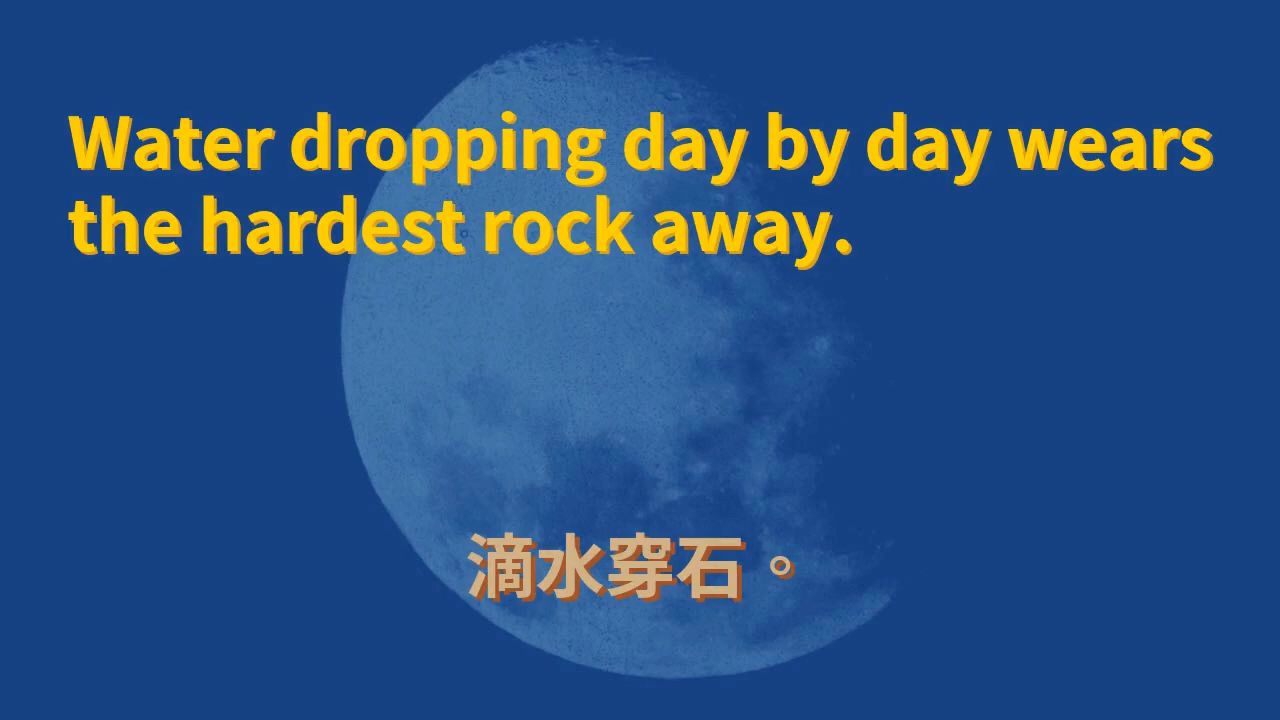 Water dropping day by day wears
the hardest rock away.
滴水穿石。